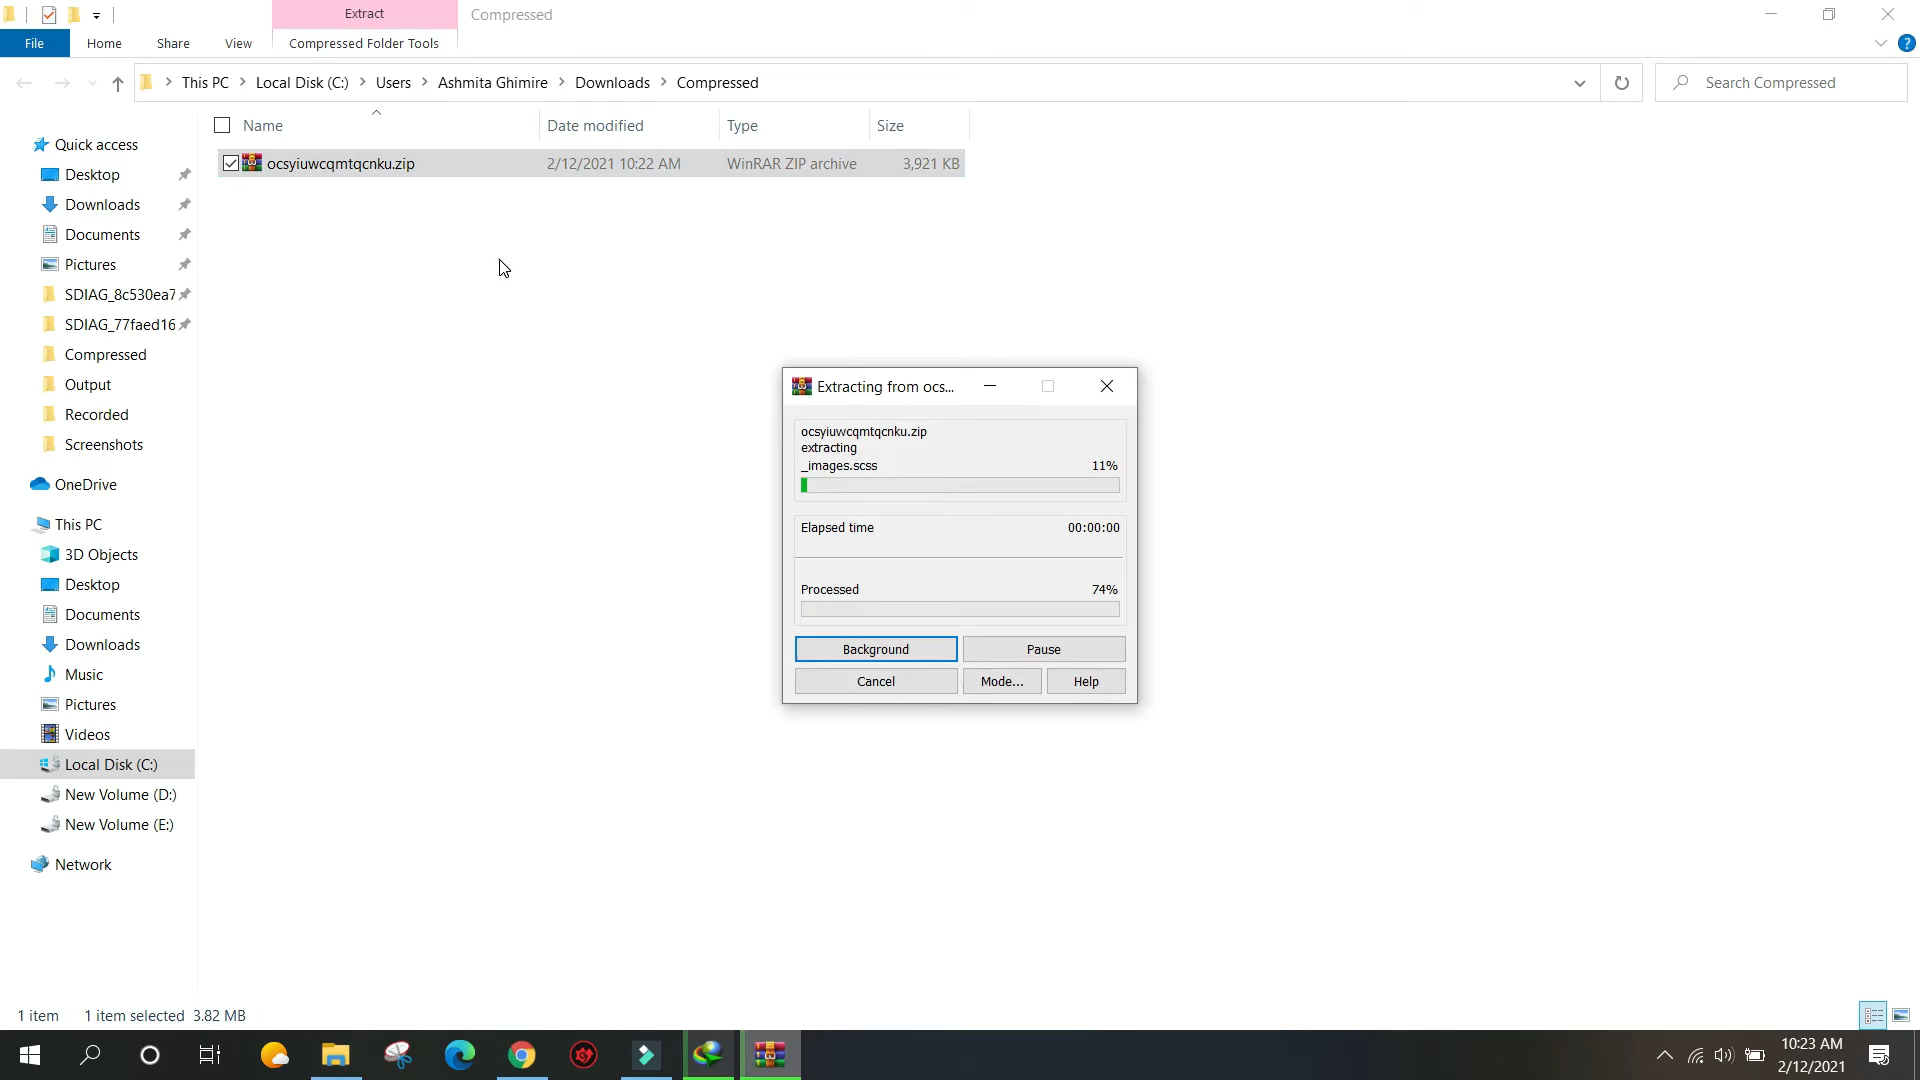 Extract
Compressed
File
Home
Share
View
Compressed Folder Tools
This PC
Local Disk (C:)
Users
Ashmita Ghimire
Downloads
Compressed
Search Compressed
Name
Date modified
Type
Size
ocsyiuwcqmtqcnku.zip
2/12/2021 10:22 AM
WinRAR ZIP archive
3,921 KB
Quick access
Desktop
Downloads
Documents
Pictures
SDIAG_8c530ea7
SDIAG_77faed16
Compressed
Output
Recorded
Screenshots
OneDrive
This PC
3D Objects
Desktop
Documents
Downloads
Music
Pictures
Videos
Local Disk (C:)
New Volume (D:)
New Volume (E:)
Network
Extracting from ocs...
ocsyiuwcqmtqcnku.zip
extracting
_images.scss 11%
Elapsed time 00:00:00
Processed 74%
Background
Pause
Cancel
Mode...
Help
1 item
1 item selected 3.82 MB
10:23 AM
2/12/2021